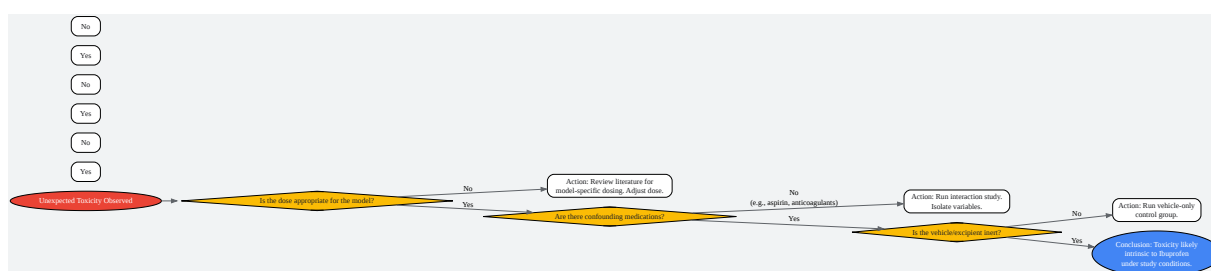 No
Yes
No
Yes
No
Yes
Unexpected Toxicity Observed
Is the dose appropriate for the model?
No
Yes
Action: Review literature for
model-specific dosing. Adjust dose.
Are there confounding medications?
No
(e.g., aspirin, anticoagulants)
Yes
Action: Run interaction study.
Isolate variables.
Is the vehicle/excipient inert?
No
Yes
Action: Run vehicle-only
control group.
Conclusion: Toxicity likely
intrinsic to Ibuprofen
under study conditions.